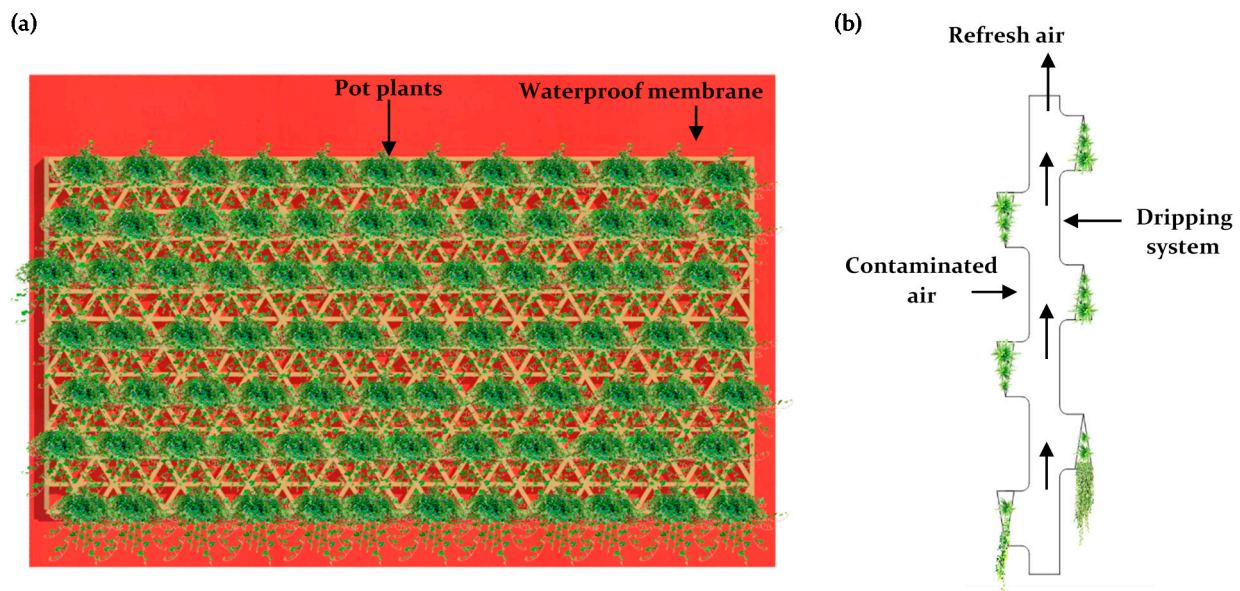 (a)
Pot plants
Waterproof membrane
(b)
Refresh air
Dripping
system
Contaminated
air